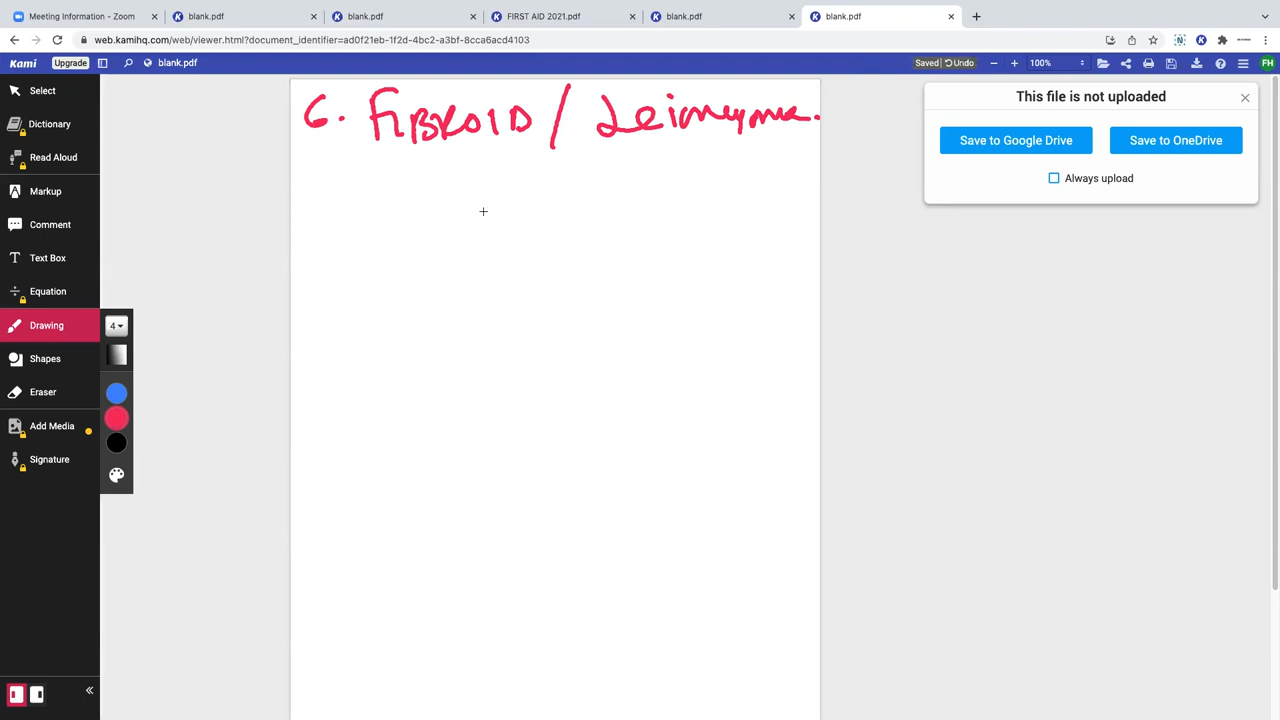 Meeting Information - Zoom
blank.pdf
blank.pdf
FIRST AID 2021.pdf
blank.pdf
blank.pdf
web.kamihq.com/web/viewer.html?document_identifier=ad0f21eb-1f2d-4bc2-a3bf-8cca6acd4103
Kami
Upgrade
blank.pdf
Saved
Undo
100%
FH
Select
Dictionary
Read Aloud
Markup
Comment
Text Box
Equation
Drawing
Shapes
Eraser
Add Media
Signature
4
6. FIBROID / Leiomeyma.
This file is not uploaded
Save to Google Drive
Save to OneDrive
Always upload